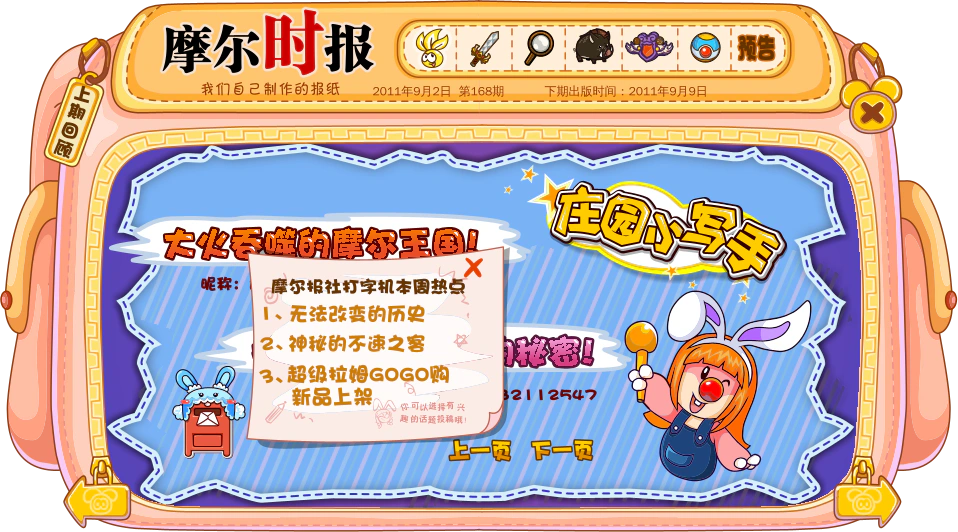 摩尔时报
预告
我们自己制作的报纸
2011年9月2日 第168期
下期出版时间：2011年9月9日
上期回顾
庄园小写手
大火吞噬的摩尔王国!
昵称:
摩尔报社打字机本周热点
1、无法改变的历史
2、神秘的不速之客
3、超级拉姆GOGO购
新品上架
你可以选择有兴
趣的话题投稿哦!
秘密!
2112547
上一页 下一页